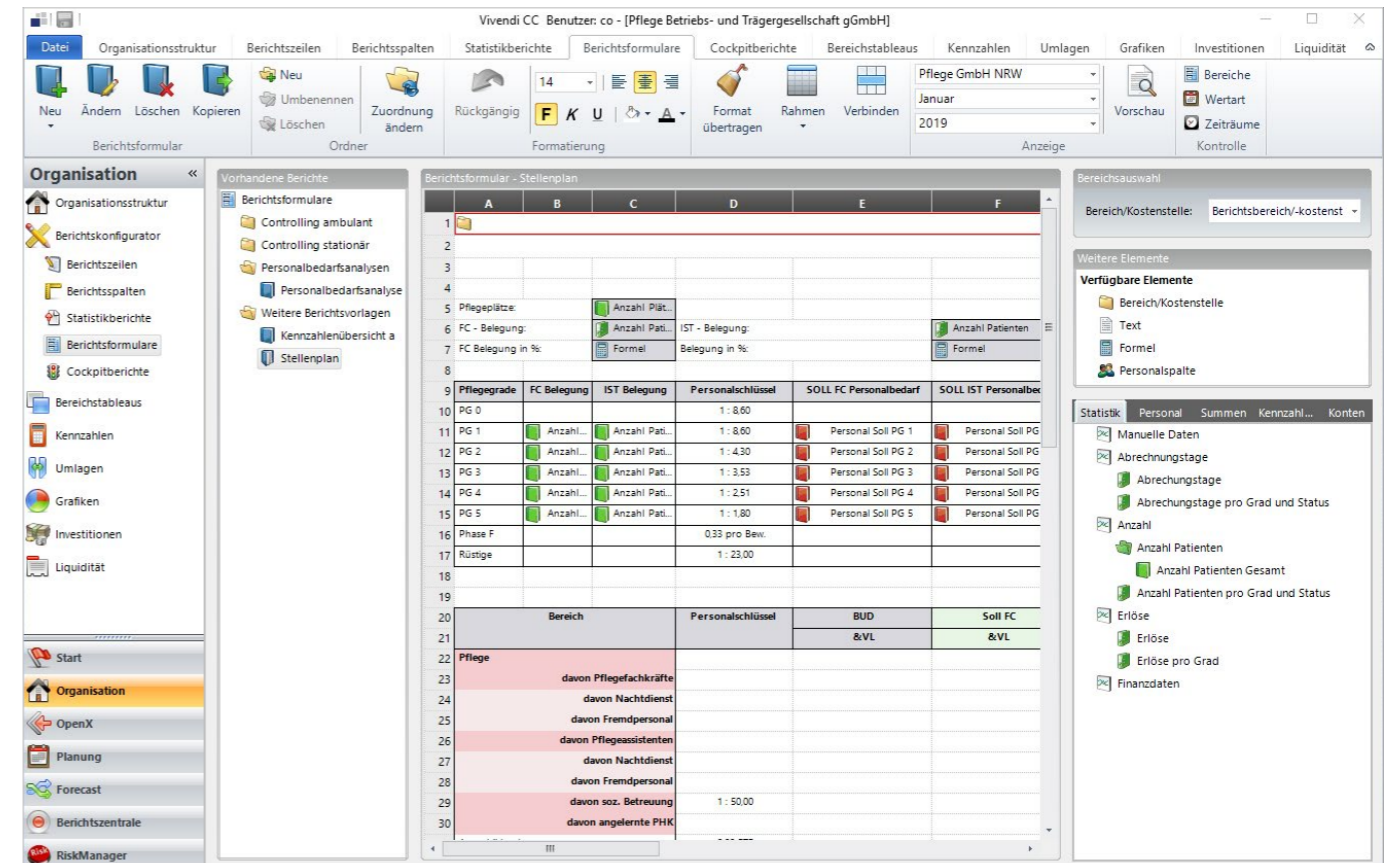 Vivendi CC Benutzer: co - [Pflege Betriebs- und Trägergesellschaft gGmbH]
Datei Organisationsstruktur Berichtszeilen Berichtsspalten Statistikberichte Berichtsformulare Cockpitberichte Bereichstableaus Kennzahlen Umlagen Grafiken Investitionen Liquidität
Neu Ändern Löschen Kopieren
Berichtsformular
Neu
Umbenennen
Löschen
Zuordnung ändern
Ordner
Rückgängig
14
F K U A
Format übertragen
Rahmen
Verbinden
Formatierung
Pflege GmbH NRW
Januar
2019
Vorschau
Anzeige
Bereiche
Wertart
Zeiträume
Kontrolle
Organisation «
Organisationsstruktur
Berichtskonfigurator
Berichtszeilen
Berichtsspalten
Statistikberichte
Berichtsformulare
Cockpitberichte
Bereichstableaus
Kennzahlen
Umlagen
Grafiken
Investitionen
Liquidität
Start
Organisation
OpenX
Planung
Forecast
Berichtszentrale
Risk
RiskManager
Vorhandene Berichte
Berichtsformulare
Controlling ambulant
Controlling stationär
Personalbedarfsanalysen
Personalbedarfsanalyse
Weitere Berichtsvorlagen
Kennzahlenübersicht a
Stellenplan
Berichtsformular - Stellenplan
A B C D E F
1
2
3
4
5 Pflegeplätze: Anzahl Plät...
6 FC - Belegung: Anzahl Pati... IST - Belegung: Anzahl Patienten
7 FC Belegung in %: Formel Belegung in %: Formel
8
9 Pflegegrade FC Belegung IST Belegung Personalschlüssel SOLL FC Personalbedarf SOLL IST Personalbec
10 PG 0 1 : 8,60
11 PG 1 Anzahl... Anzahl Pati... 1 : 8,60 Personal Soll PG 1 Personal Soll PG
12 PG 2 Anzahl... Anzahl Pati... 1 : 4,30 Personal Soll PG 2 Personal Soll PG
13 PG 3 Anzahl... Anzahl Pati... 1 : 3,53 Personal Soll PG 3 Personal Soll PG
14 PG 4 Anzahl... Anzahl Pati... 1 : 2,51 Personal Soll PG 4 Personal Soll PG
15 PG 5 Anzahl... Anzahl Pati... 1 : 1,80 Personal Soll PG 5 Personal Soll PG
16 Phase F 0,33 pro Bew.
17 Rüstige 1 : 23,00
18
19
20 Bereich Personalschlüssel BUD Soll FC
21 &VL &VL
22 Pflege
23 davon Pflegefachkräfte
24 davon Nachtdienst
25 davon Fremdpersonal
26 davon Pflegeassistenten
27 davon Nachtdienst
28 davon Fremdpersonal
29 davon soz. Betreuung 1 : 50,00
30 davon angelernte PHK
Bereichsauswahl
Bereich/Kostenstelle: Berichtsbereich/-kostenst
Weitere Elemente
Verfügbare Elemente
Bereich/Kostenstelle
Text
Formel
Personalspalte
Statistik Personal Summen Kennzahl... Konten
Manuelle Daten
Abrechnungstage
Abrechungstage
Abrechungstage pro Grad und Status
Anzahl
Anzahl Patienten
Anzahl Patienten Gesamt
Anzahl Patienten pro Grad und Status
Erlöse
Erlöse
Erlöse pro Grad
Finanzdaten